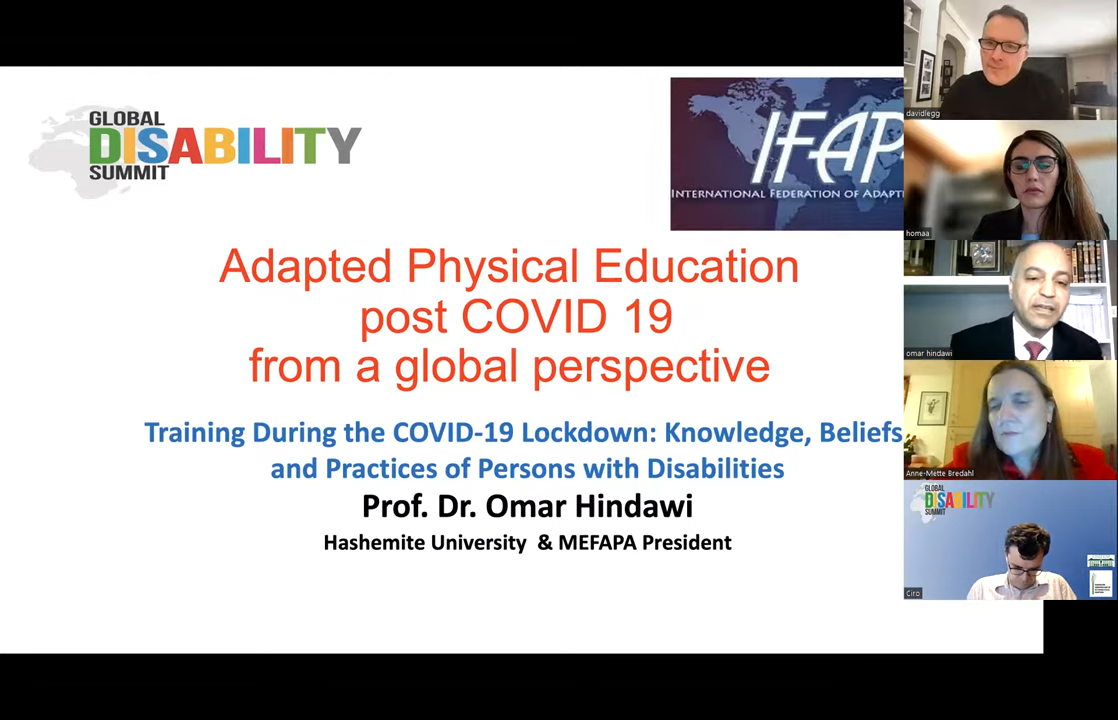 GLOBAL
DISABILITY
SUMMIT
IFAP
INTERNATIONAL FEDERATION OF ADAPT
Adapted Physical Education
post COVID 19
from a global perspective
Training During the COVID-19 Lockdown: Knowledge, Beliefs
and Practices of Persons with Disabilities
Prof. Dr. Omar Hindawi
Hashemite University & MEFAPA President
davidlegg
homaa
omar hindawi
Anne-Mette Bredahl
GLOBAL
DISABILITY
SUMMIT
Ciro